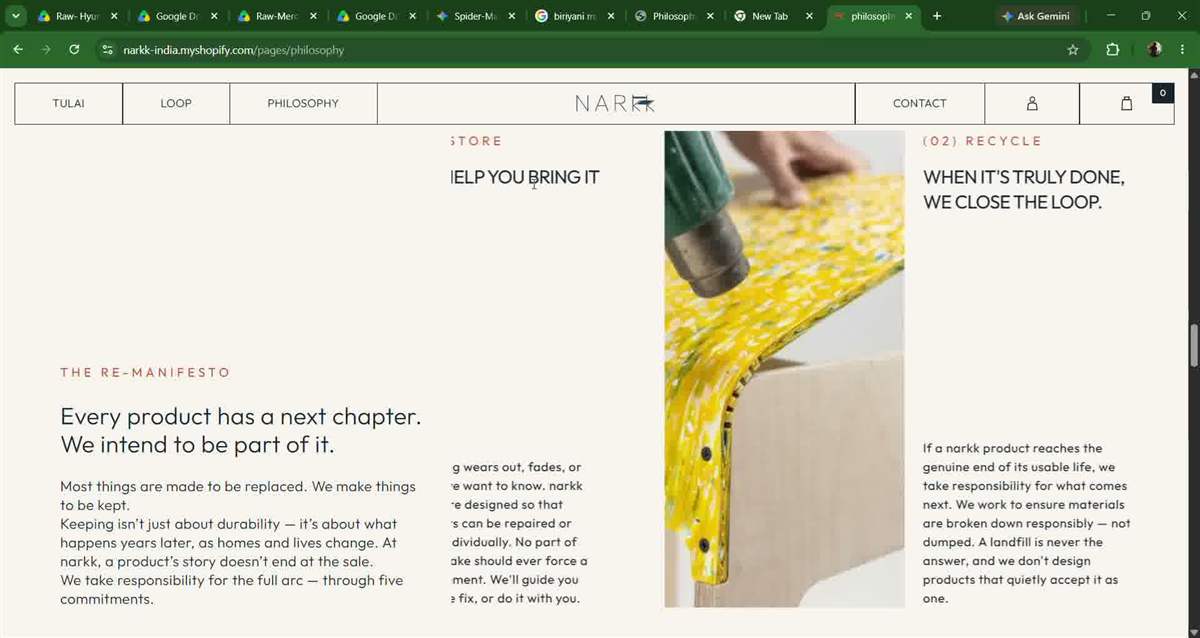 Raw- Hyun
Google Dr
Raw-Merc
Google Dr
Spider-Ma
biriyani m
Philosoph
New Tab
philosoph
Ask Gemini
narkk-india.myshopify.com/pages/philosophy
TULAI
LOOP
PHILOSOPHY
NARKK
CONTACT
0
THE RE-MANIFESTO
Every product has a next chapter.
We intend to be part of it.
Most things are made to be replaced. We make things
to be kept.
Keeping isn't just about durability — it's about what
happens years later, as homes and lives change. At
narkk, a product's story doesn't end at the sale.
We take responsibility for the full arc — through five
commitments.
STORE
ELP YOU BRING IT
g wears out, fades, or
e want to know. narkk
e designed so that
s can be repaired or
dividually. No part of
ake should ever force a
ment. We'll guide you
e fix, or do it with you.
(02) RECYCLE
WHEN IT'S TRULY DONE,
WE CLOSE THE LOOP.
If a narkk product reaches the
genuine end of its usable life, we
take responsibility for what comes
next. We work to ensure materials
are broken down responsibly — not
dumped. A landfill is never the
answer, and we don't design
products that quietly accept it as
one.